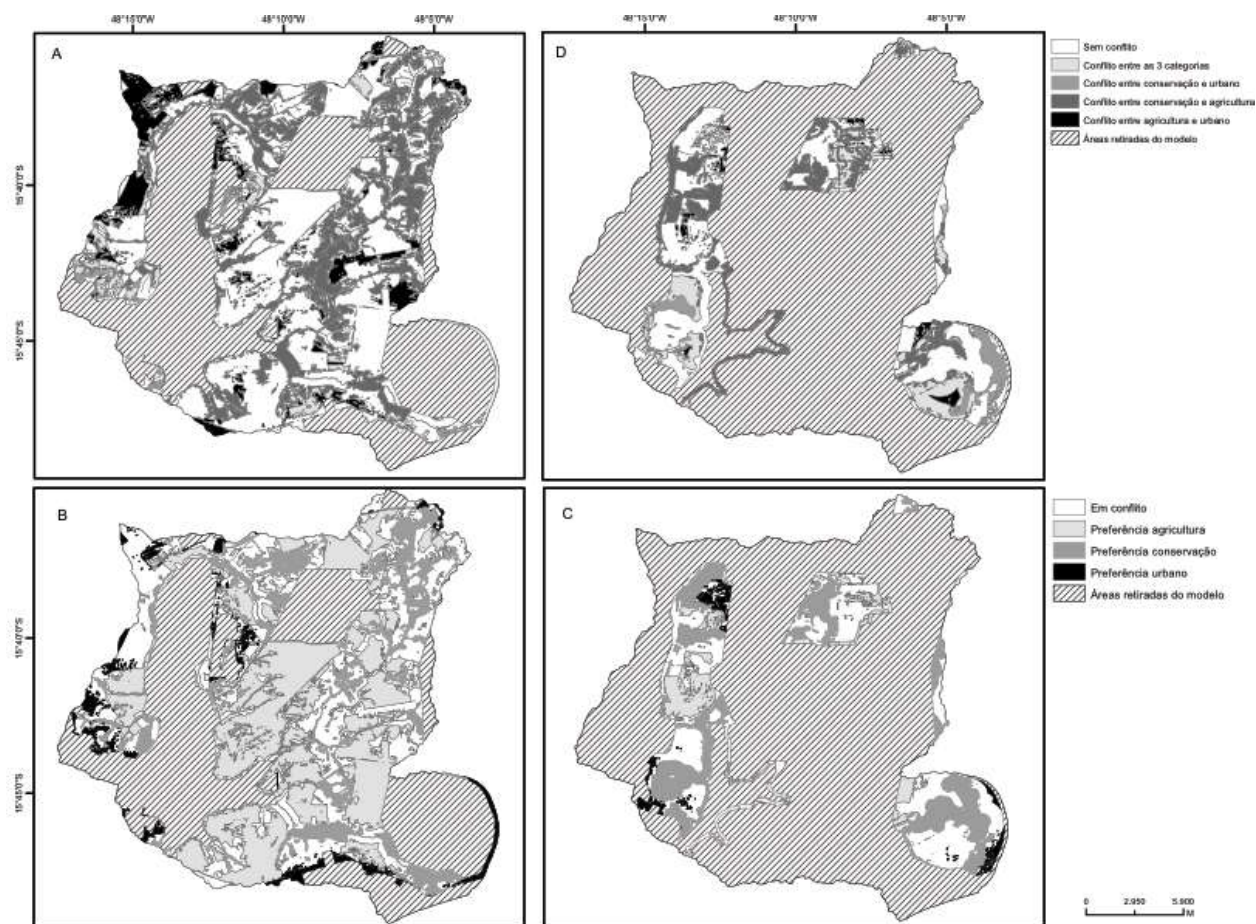 48°15'0"W 48°10'0"W 48°5'0"W 48°15'0"W 48°10'0"W 48°5'0"W
A
D
Sem conflito
Conflito entre as 3 categorias
Conflito entre conservação e urbano
Conflito entre conservação e agricultura
Conflito entre agricultura e urbano
Áreas retiradas do modelo
15°40'0"S
15°45'0"S
B
C
Em conflito
Preferência agricultura
Preferência conservação
Preferência urbano
Áreas retiradas do modelo
15°40'0"S
15°45'0"S
0 2.950 5.900
M